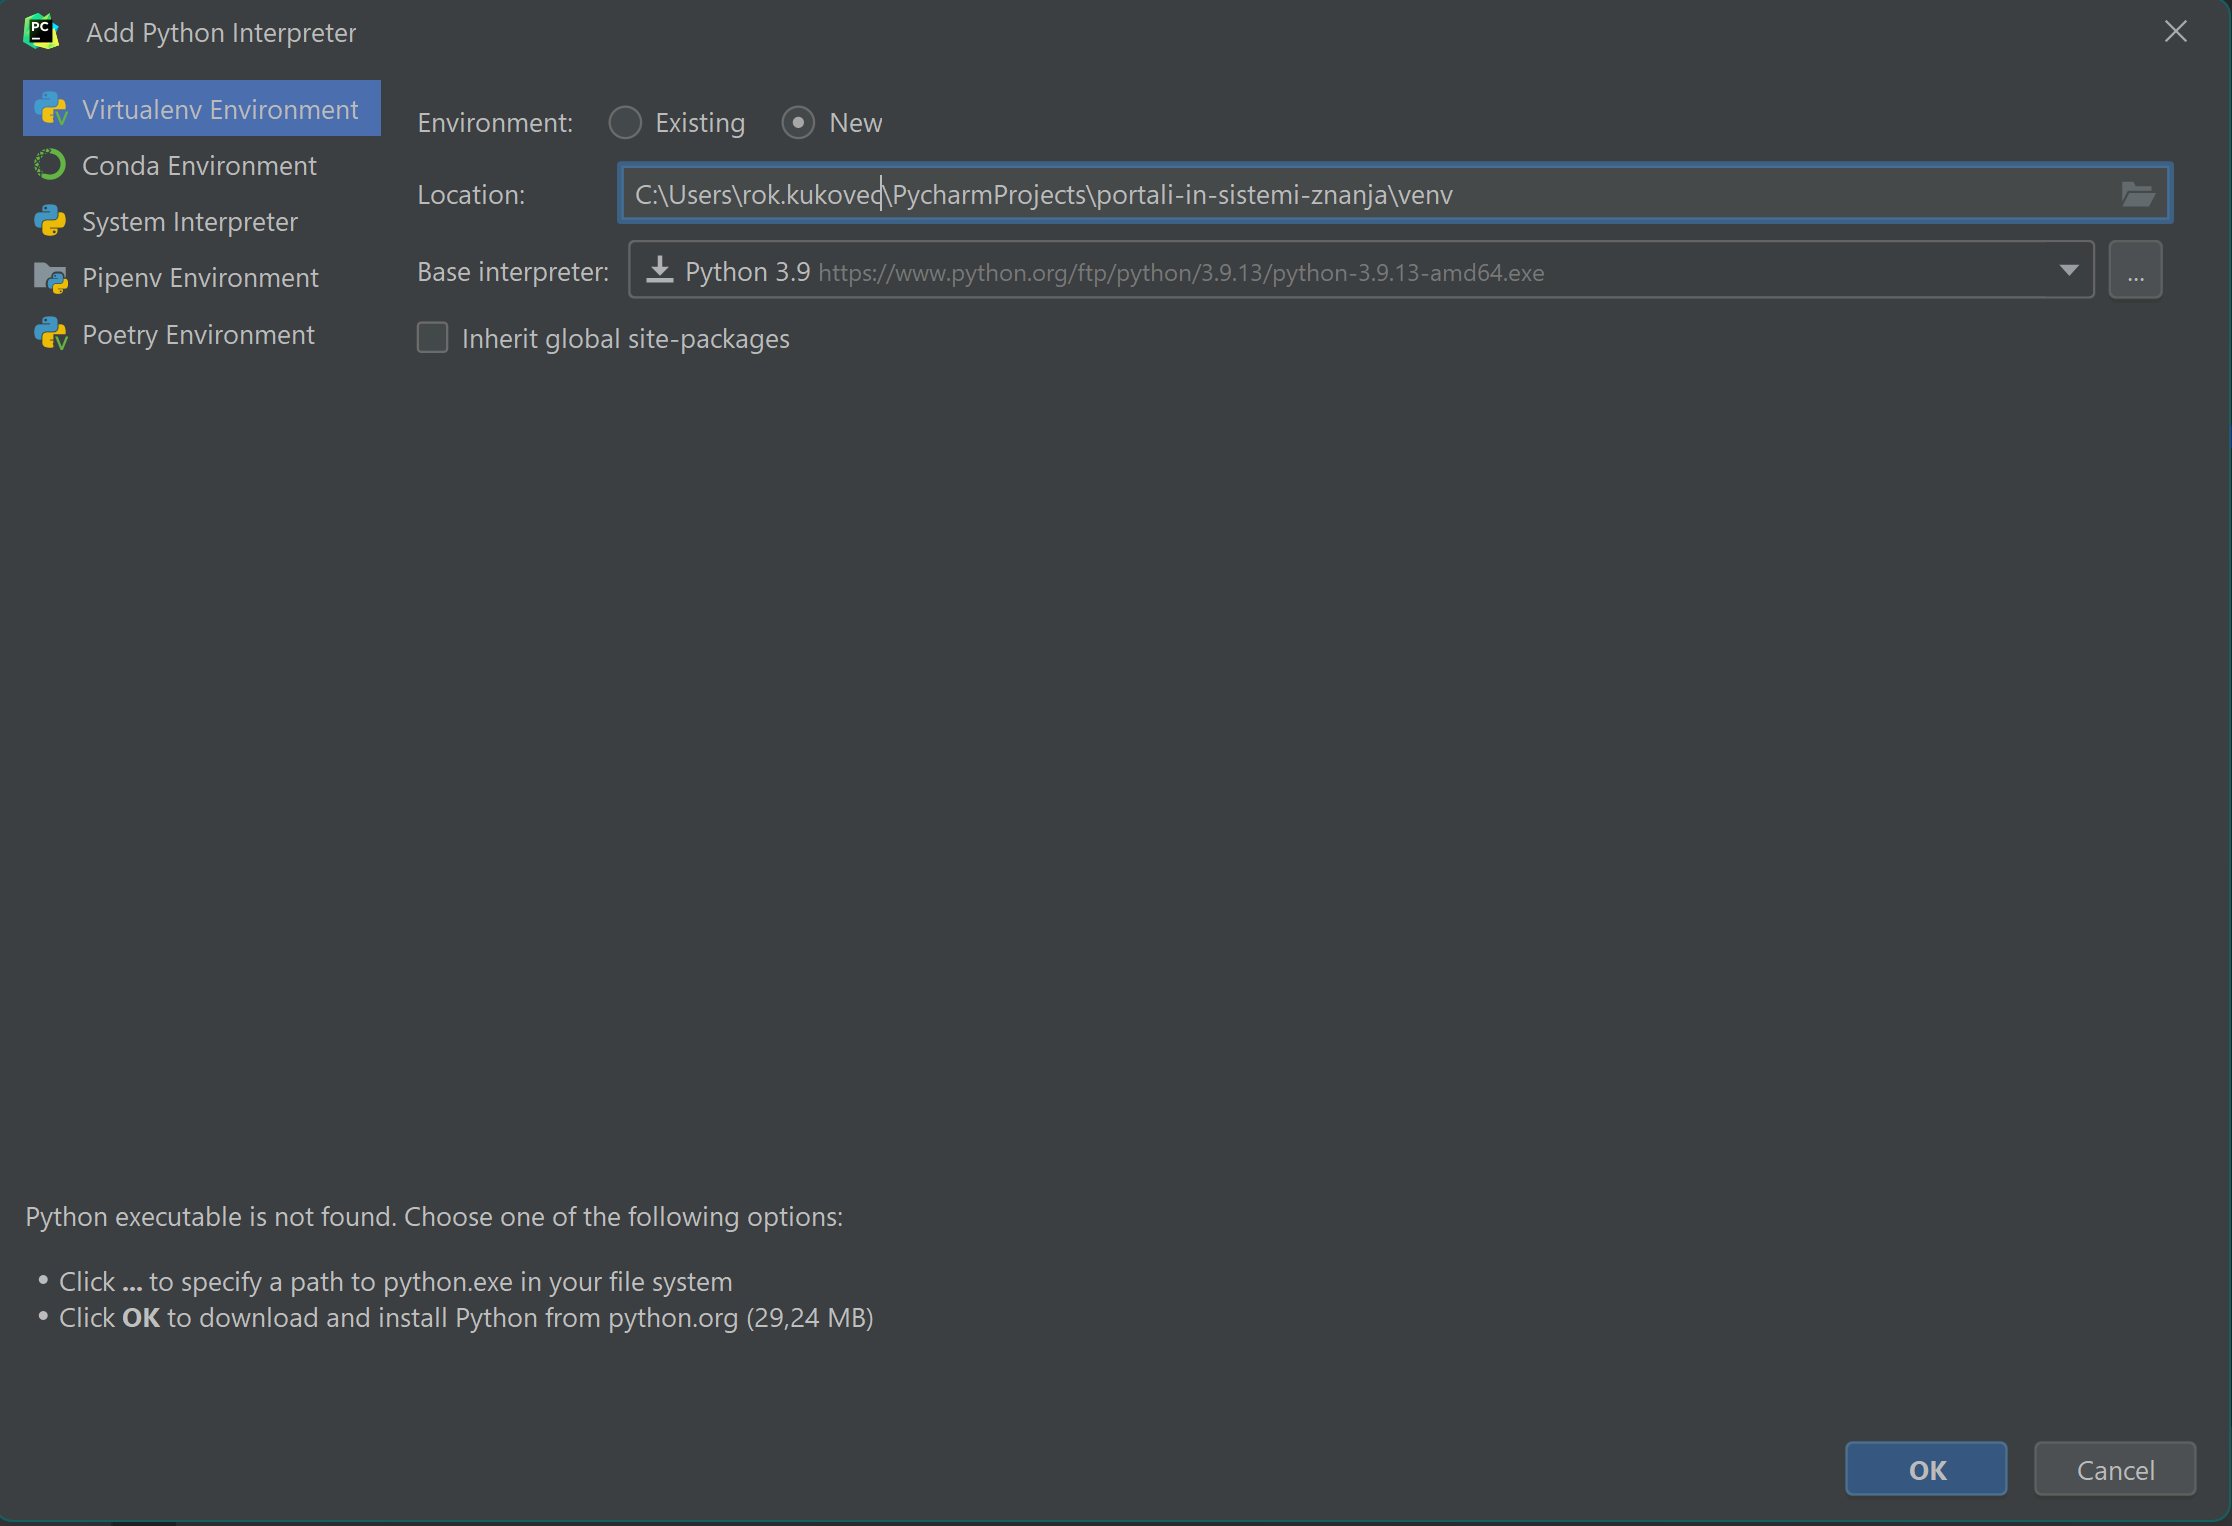 PC
Add Python Interpreter
Virtualenv Environment
Conda Environment
System Interpreter
Pipenv Environment
Poetry Environment
Environment: Existing New
Location: C:\Users\rok.kukovec\PycharmProjects\portali-in-sistemi-znanja\venv
Base interpreter: Python 3.9 https://www.python.org/ftp/python/3.9.13/python-3.9.13-amd64.exe ...
Inherit global site-packages
Python executable is not found. Choose one of the following options:
• Click ... to specify a path to python.exe in your file system
• Click OK to download and install Python from python.org (29,24 MB)
OK Cancel